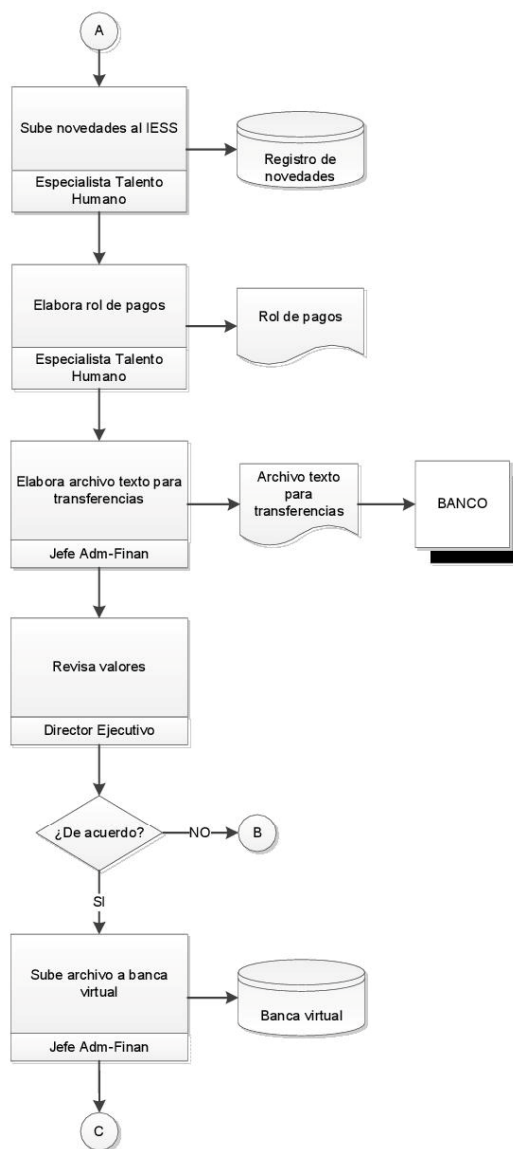 A
Sube novedades al IESS
Especialista Talento
Humano
Registro de
novedades
Elabora rol de pagos
Especialista Talento
Humano
Rol de pagos
Elabora archivo texto para
transferencias
Jefe Adm-Finan
Archivo texto
para
transferencias
BANCO
Revisa valores
Director Ejecutivo
¿De acuerdo?
NO
B
SI
Sube archivo a banca
virtual
Jefe Adm-Finan
Banca virtual
C